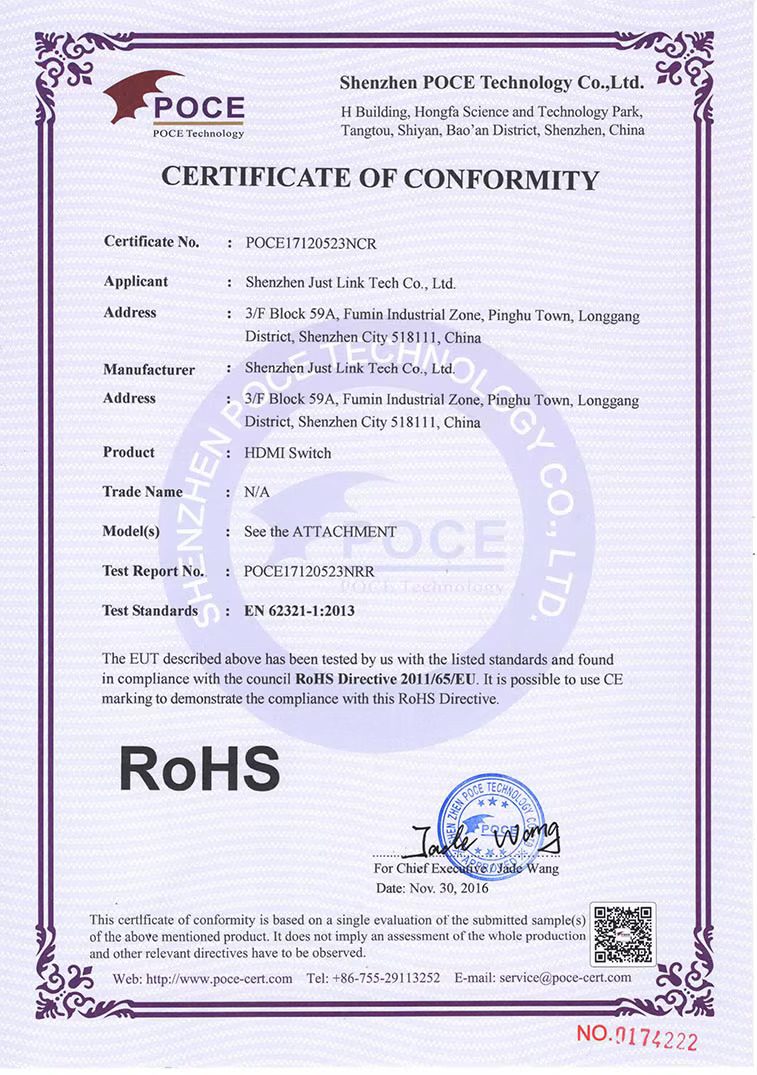 POCE
POCE Technology
Shenzhen POCE Technology Co.,Ltd.
H Building, Hongfa Science and Technology Park,
Tangtou, Shiyan, Bao'an District, Shenzhen, China
CERTIFICATE OF CONFORMITY
Certificate No. : POCE17120523NCR
Applicant : Shenzhen Just Link Tech Co., Ltd.
Address : 3/F Block 59A, Fumin Industrial Zone, Pinghu Town, Longgang
District, Shenzhen City 518111, China
Manufacturer : Shenzhen Just Link Tech Co., Ltd.
Address : 3/F Block 59A, Fumin Industrial Zone, Pinghu Town, Longgang
District, Shenzhen City 518111, China
Product : HDMI Switch
Trade Name : N/A
Model(s) : See the ATTACHMENT
Test Report No. : POCE17120523NRR
Test Standards : EN 62321-1:2013
SHENZHEN POCE TECHNOLOGY CO., LTD.
POCE
POCE Technology
The EUT described above has been tested by us with the listed standards and found
in compliance with the council RoHS Directive 2011/65/EU. It is possible to use CE
marking to demonstrate the compliance with this RoHS Directive.
RoHS
SHEN ZHEN POCE TECHNOLOGY CO
POCE
APPROVED
Jade Wang
For Chief Executive / Jade Wang
Date: Nov. 30, 2016
This certfficate of conformity is based on a single evaluation of the submitted sample(s)
of the above mentioned product. It does not imply an assessment of the whole production
and other relevant directives have to be observed.
Web: http://www.poce-cert.com Tel: +86-755-29113252 E-mail: service@poce-cert.com
NO.0174222